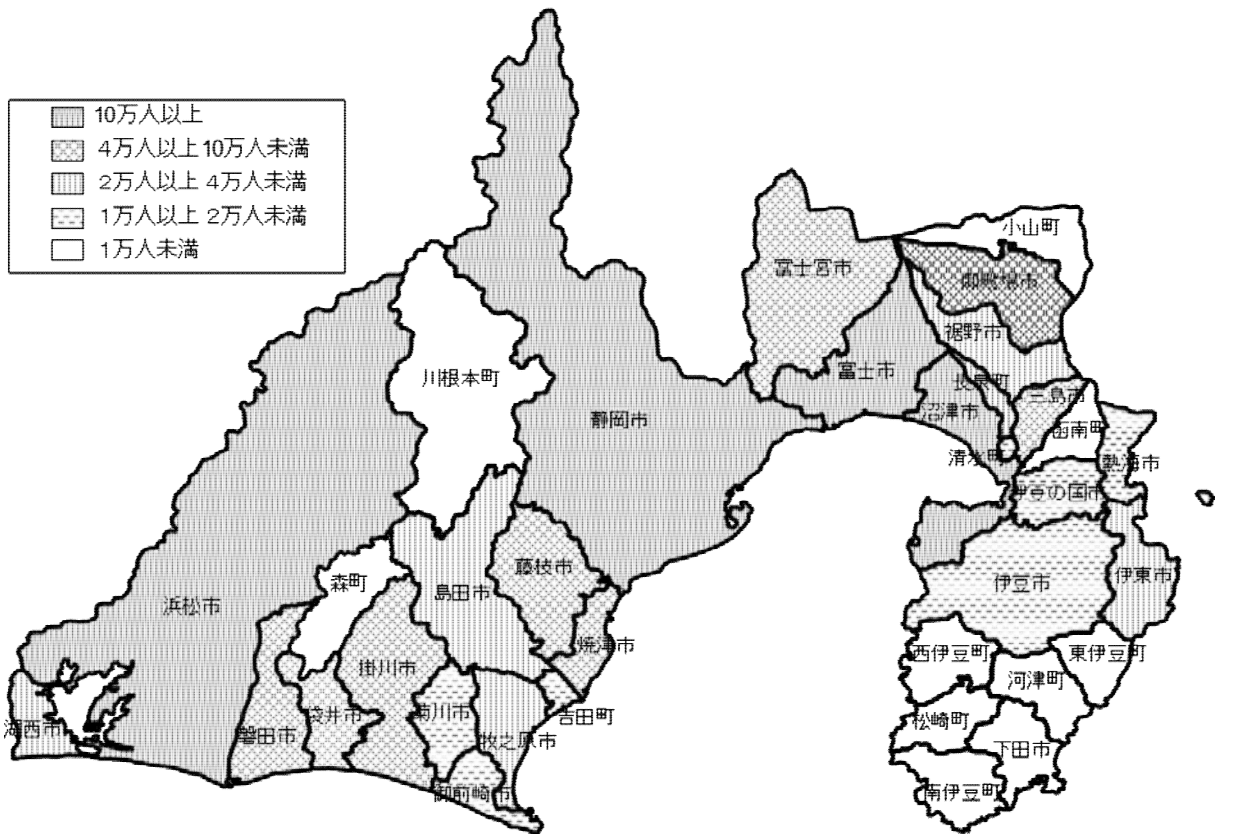 10万人以上
4万人以上10万人未満
2万人以上 4万人未満
1万人以上 2万人未満
1万人未満
小山町
富士宮市
御殿場市
裾野市
川根本町
富士市
長泉町
三島市
静岡市
沼津市
函南町
清水町
熱海市
伊豆の国市
藤枝市
森町
島田市
伊豆市
伊東市
浜松市
焼津市
掛川市
西伊豆町
東伊豆町
河津町
袋井市
菊川市
吉田町
湖西市
磐田市
牧之原市
松崎町
下田市
御前崎市
南伊豆町